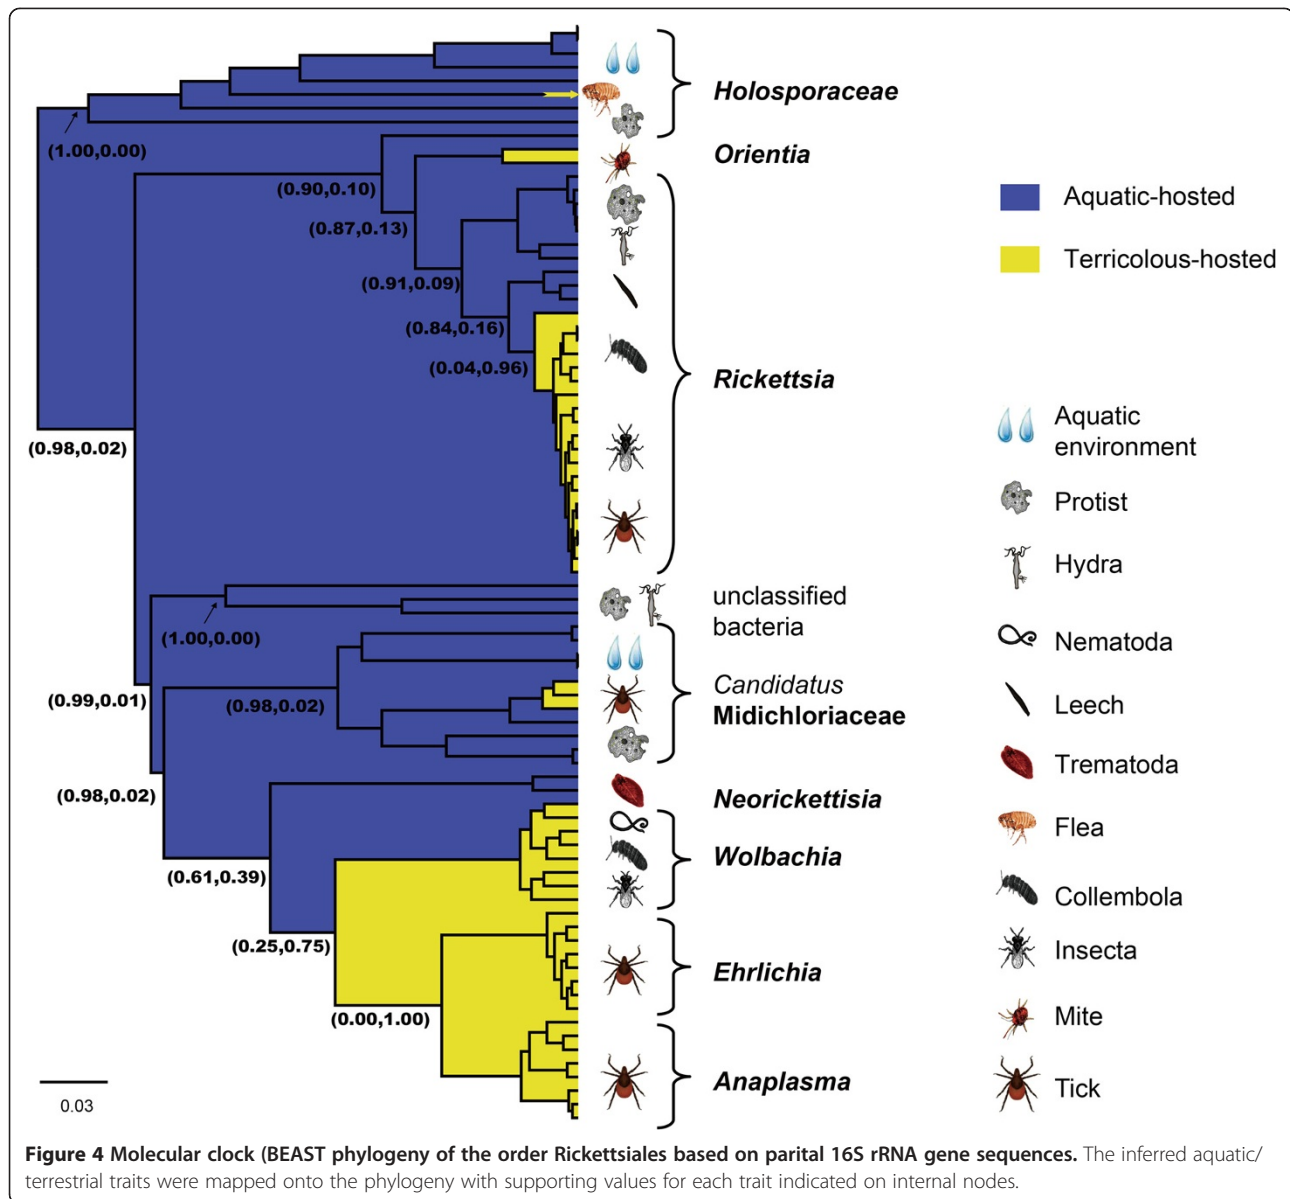 Holosporaceae
(1.00,0.00)
Orientia
(0.90,0.10)
Aquatic-hosted
(0.87,0.13)
Terricolous-hosted
(0.91,0.09)
(0.84,0.16)
(0.04,0.96)
Rickettsia
(0.98,0.02)
Aquatic
environment
Protist
Hydra
unclassified
bacteria
(1.00,0.00)
Nematoda
(0.99,0.01)
(0.98,0.02)
Candidatus
Midichloriaceae
Leech
Trematoda
(0.98,0.02)
Neorickettisia
Flea
Wolbachia
(0.61,0.39)
Collembola
(0.25,0.75)
Insecta
Ehrlichia
(0.00,1.00)
Mite
Anaplasma
Tick
0.03
Figure 4 Molecular clock (BEAST phylogeny of the order Rickettsiales based on parital 16S rRNA gene sequences. The inferred aquatic/
terrestrial traits were mapped onto the phylogeny with supporting values for each trait indicated on internal nodes.